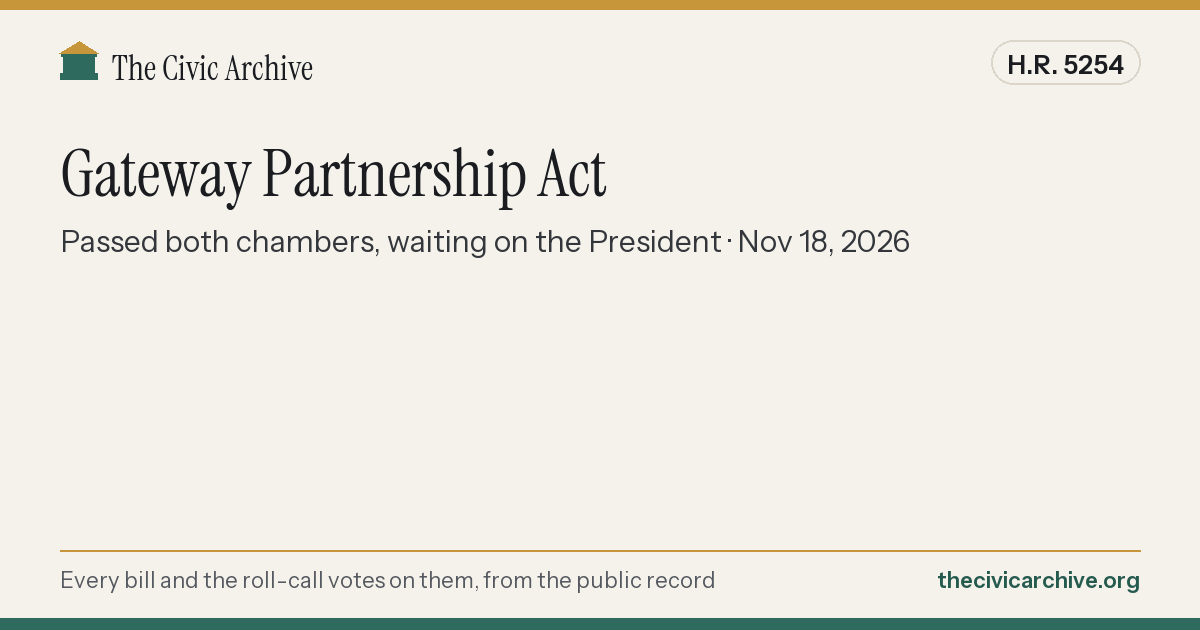 The Civic Archive
H.R. 5254
Gateway Partnership Act
Passed both chambers, waiting on the President · Nov 18, 2026
Every bill and the roll-call votes on them, from the public record
thecivicarchive.org